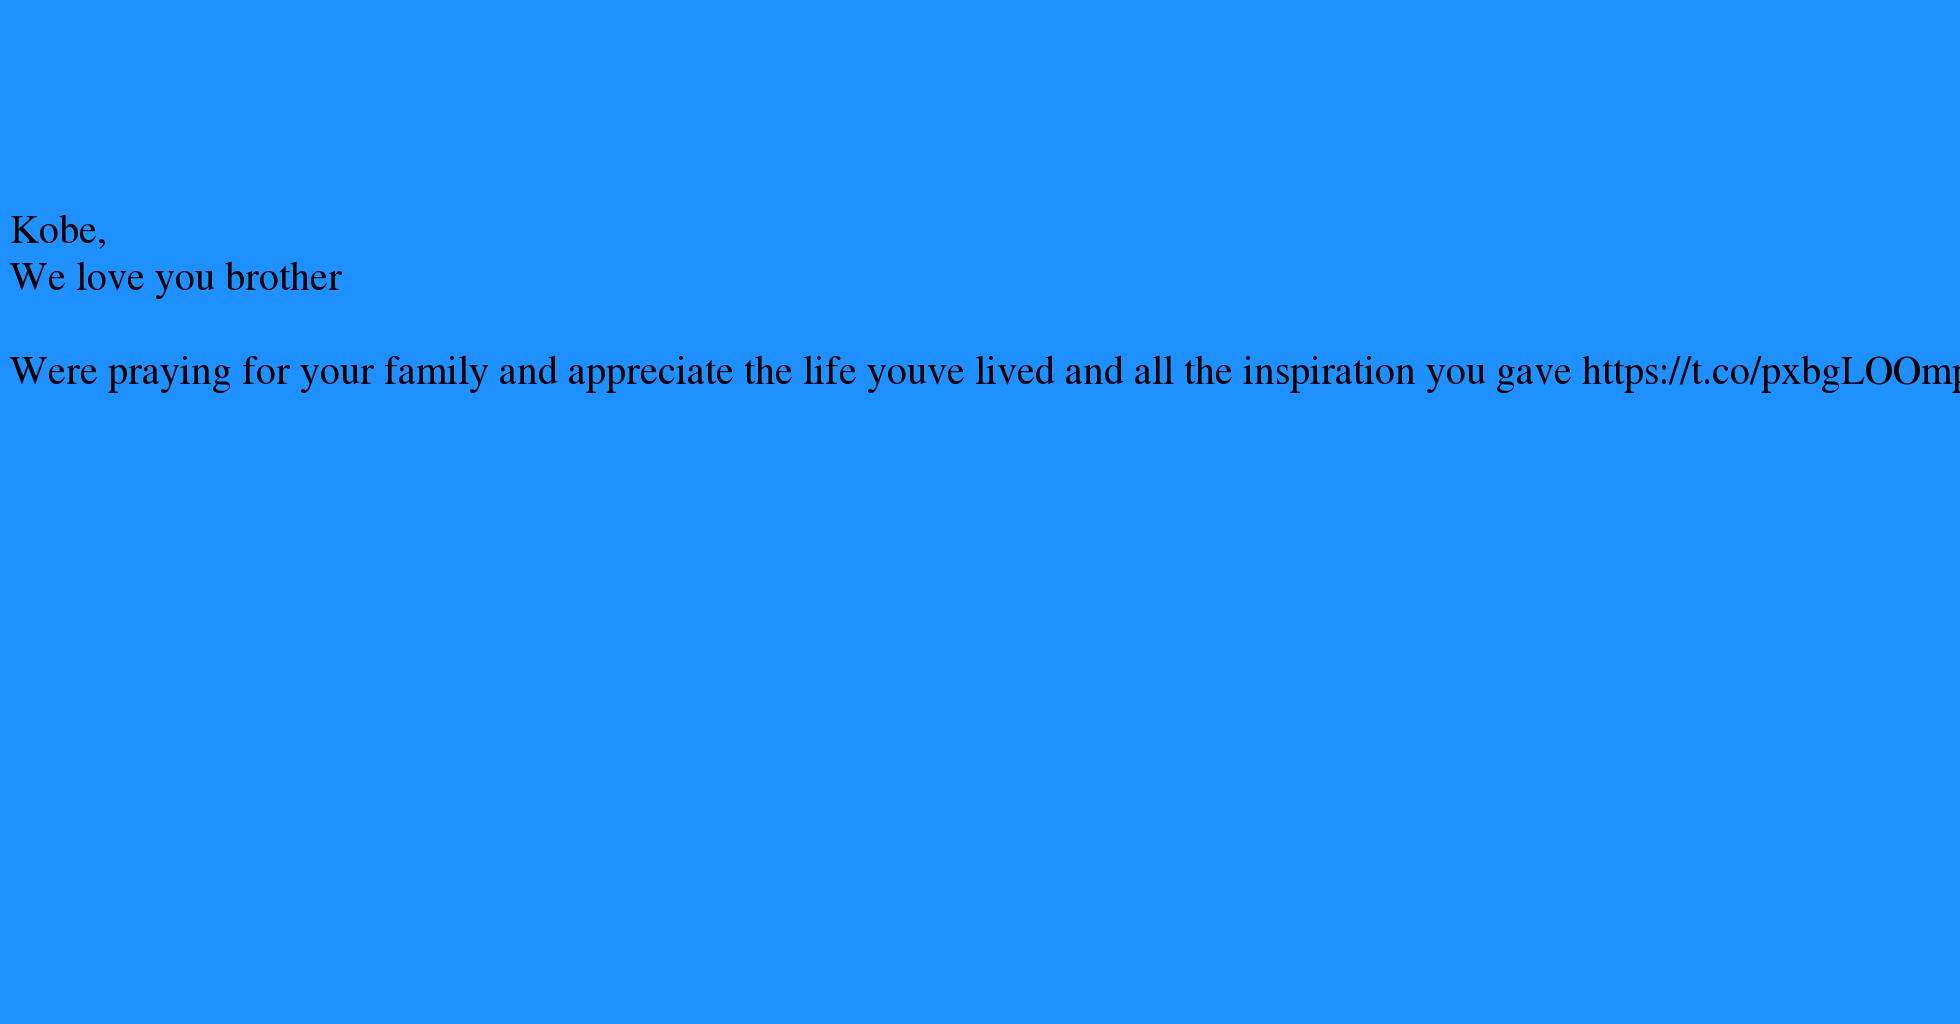 Kobe,
We love you brother
Were praying for your family and appreciate the life youve lived and all the inspiration you gave https://t.co/pxbgLOOmp